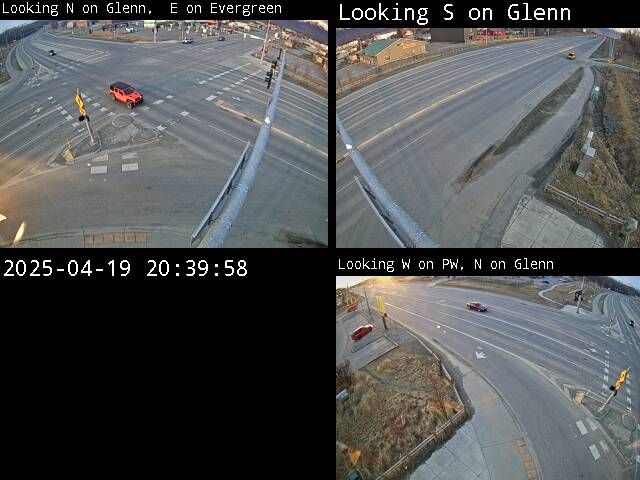 Looking N on Glenn, E on Evergreen
Looking S on Glenn
2025-04-19 20:39:58
Looking W on PW, N on Glenn